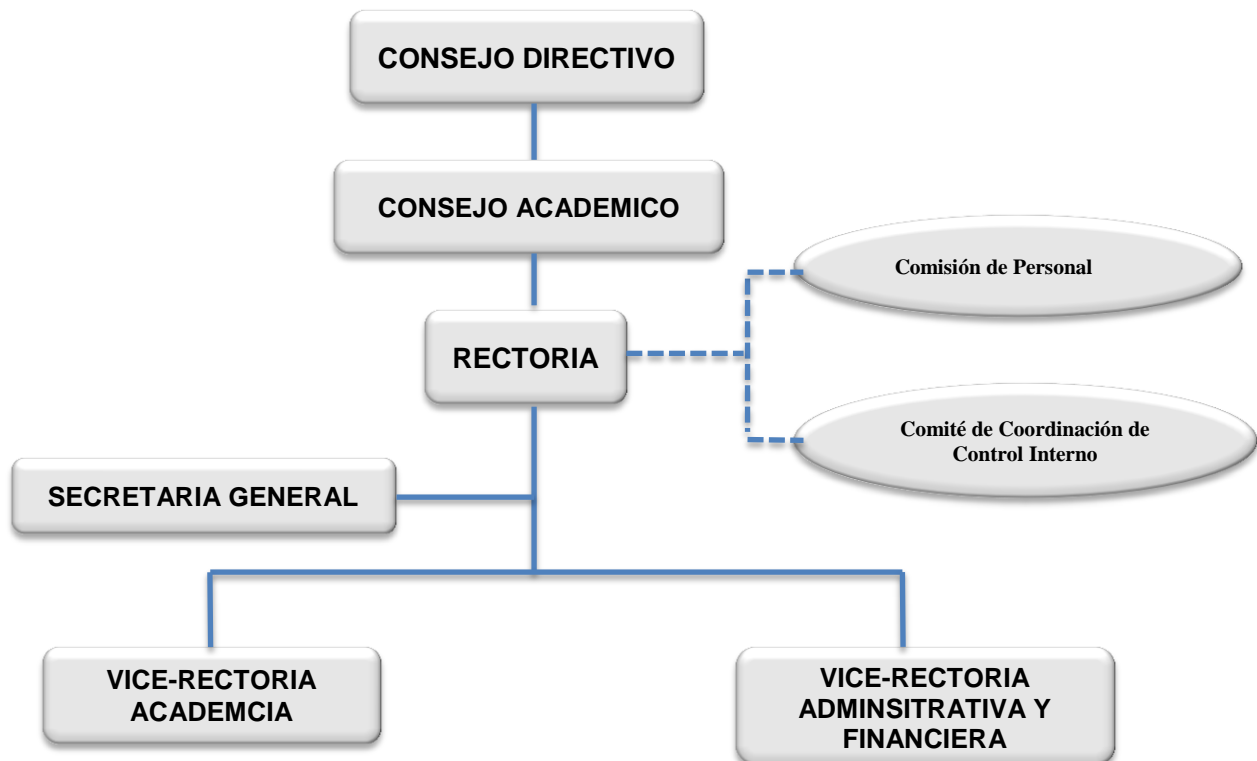 CONSEJO DIRECTIVO
CONSEJO ACADEMICO
Comisión de Personal
RECTORIA
Comité de Coordinación de
Control Interno
SECRETARIA GENERAL
VICE-RECTORIA
ACADEMCIA
VICE-RECTORIA
ADMINSITRATIVA Y
FINANCIERA